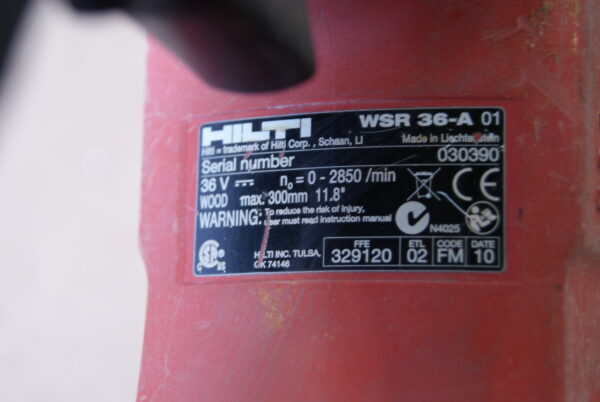 HILTI WSR 36-A 01
Hilti = trademark of Hilti Corp., Schaan, LI Made in Liechtenstein
Serial number 030390
36 V n₀ = 0 - 2850 /min
WOOD max. 300mm 11.8"
WARNING: To reduce the risk of injury,
user must read instruction manual
CE
N4025
C US
HILTI INC. TULSA,
OK 74146
FFE ETL CODE DATE
329120 02 FM 10